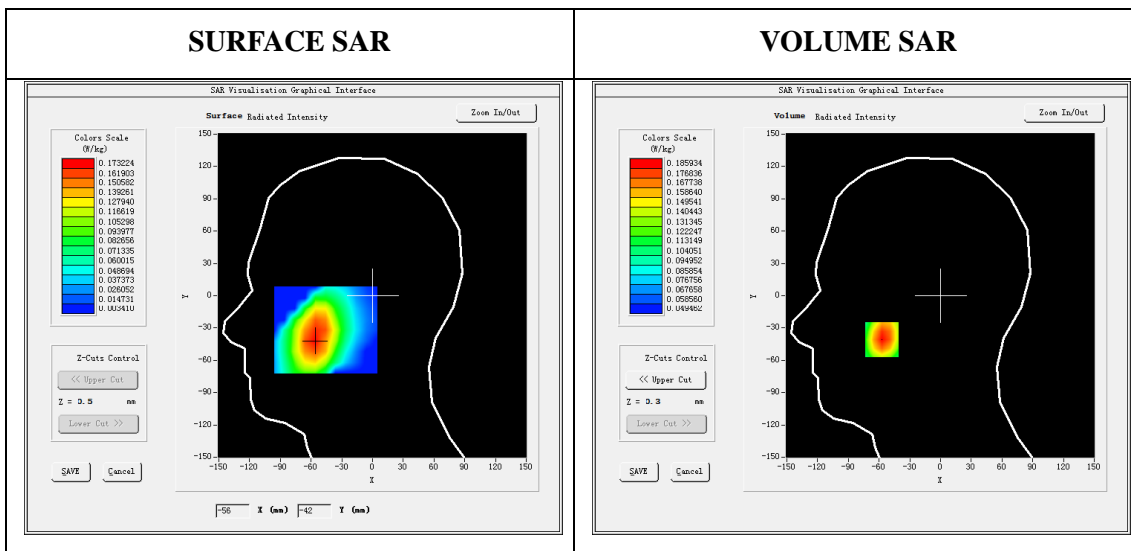 SURFACE SAR
VOLUME SAR
SAR Visualisation Graphical Interface
Surface Radiated Intensity
Zoom In/Out
Colors Scale
(W/kg)
0.173224
0.161903
0.150582
0.139261
0.127940
0.116619
0.105298
0.093977
0.082656
0.071335
0.060015
0.048694
0.037373
0.026052
0.014731
0.003410
Z-Cuts Control
<< Upper Cut
Z = 0.5 mm
Lower Cut >>
SAVE Cancel
150
120
90
60
30
0
-30
-60
-90
-120
-150
Y
-150 -120 -90 -60 -30 0 30 60 90 120 150
X
-56 X (mm) -42 Y (mm)
SAR Visualisation Graphical Interface
Volume Radiated Intensity
Zoom In/Out
Colors Scale
(W/kg)
0.185934
0.176836
0.167738
0.158640
0.149541
0.140443
0.131345
0.122247
0.113149
0.104051
0.094952
0.085854
0.076756
0.067658
0.058560
0.049462
Z-Cuts Control
<< Upper Cut
Z = 0.3 mm
Lower Cut >>
SAVE Cancel
150
120
90
60
30
0
-30
-60
-90
-120
-150
Y
-150 -120 -90 -60 -30 0 30 60 90 120 150
X